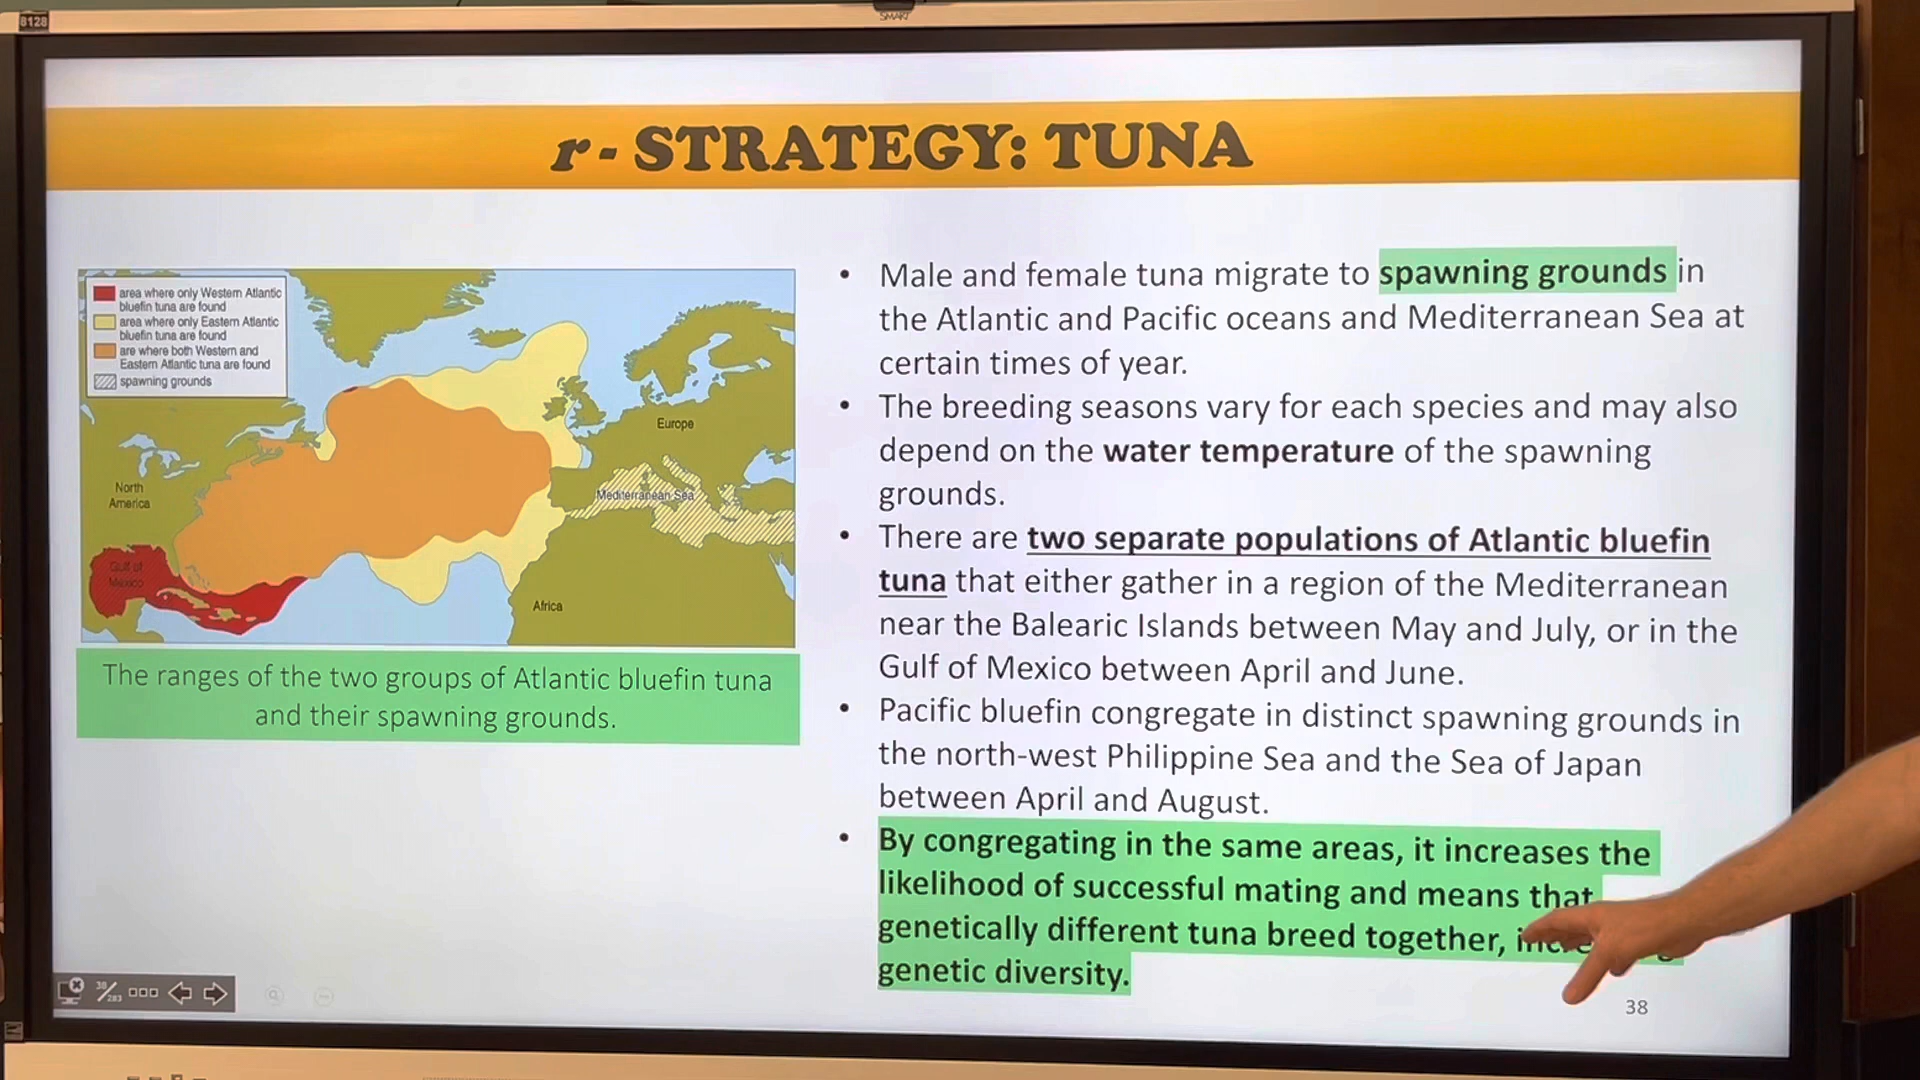 8128
SMART
r - STRATEGY: TUNA
area where only Western Atlantic
bluefin tuna are found
area where only Eastern Atlantic
bluefin tuna are found
are where both Western and
Eastern Atlantic tuna are found
spawning grounds
Europe
North
America
Mediterranean Sea
Gulf of
Mexico
Africa
The ranges of the two groups of Atlantic bluefin tuna
and their spawning grounds.
• Male and female tuna migrate to spawning grounds in
the Atlantic and Pacific oceans and Mediterranean Sea at
certain times of year.
• The breeding seasons vary for each species and may also
depend on the water temperature of the spawning
grounds.
• There are two separate populations of Atlantic bluefin
tuna that either gather in a region of the Mediterranean
near the Balearic Islands between May and July, or in the
Gulf of Mexico between April and June.
• Pacific bluefin congregate in distinct spawning grounds in
the north-west Philippine Sea and the Sea of Japan
between April and August.
• By congregating in the same areas, it increases the
likelihood of successful mating and means that
genetically different tuna breed together,
genetic diversity.
38/283
38